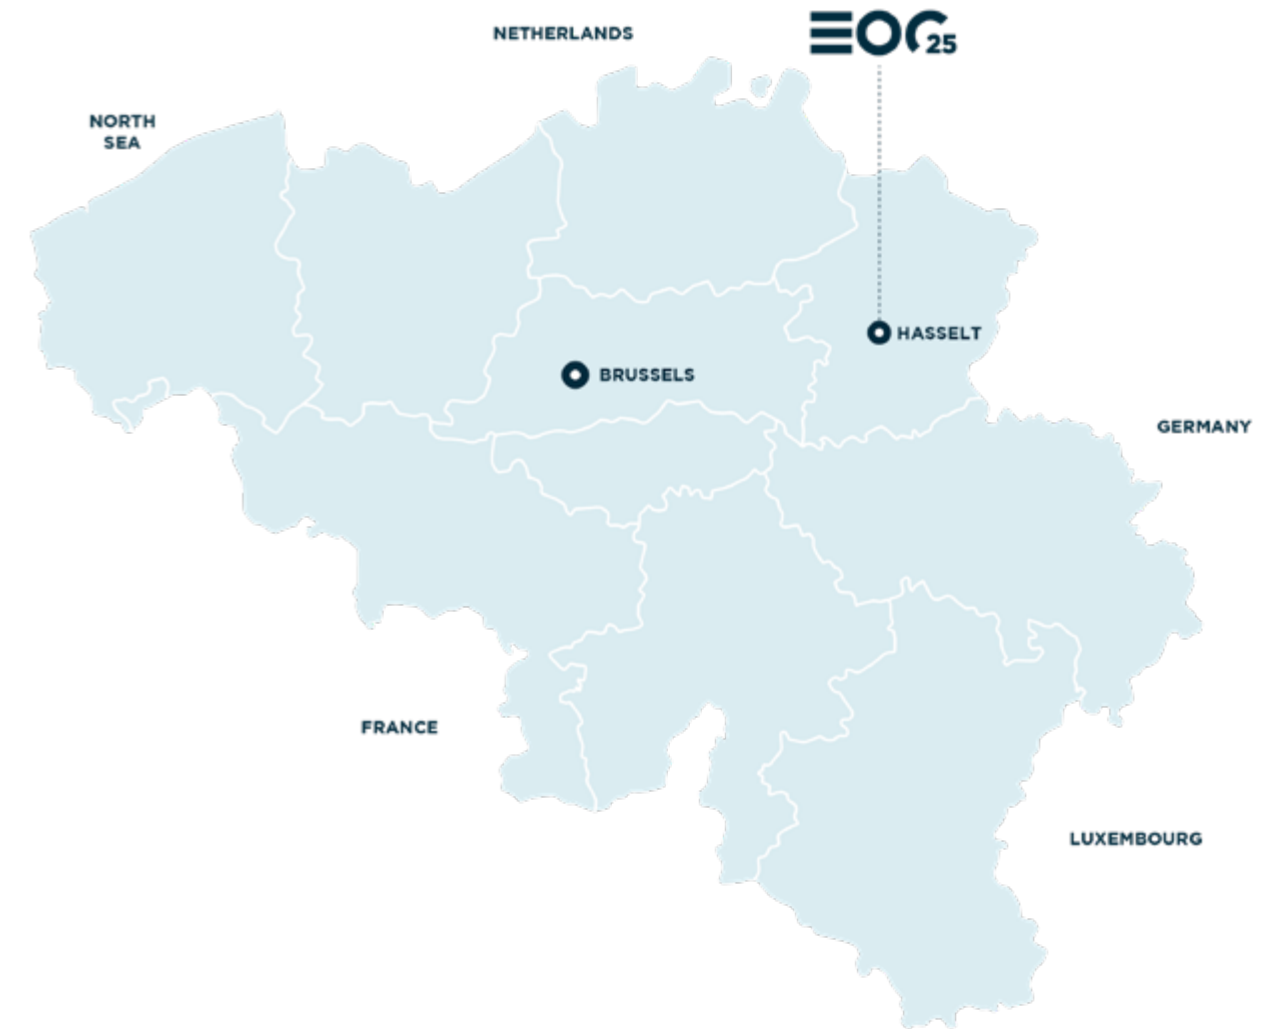 NETHERLANDS
EOC25
NORTH
SEA
HASSELT
BRUSSELS
GERMANY
FRANCE
LUXEMBOURG